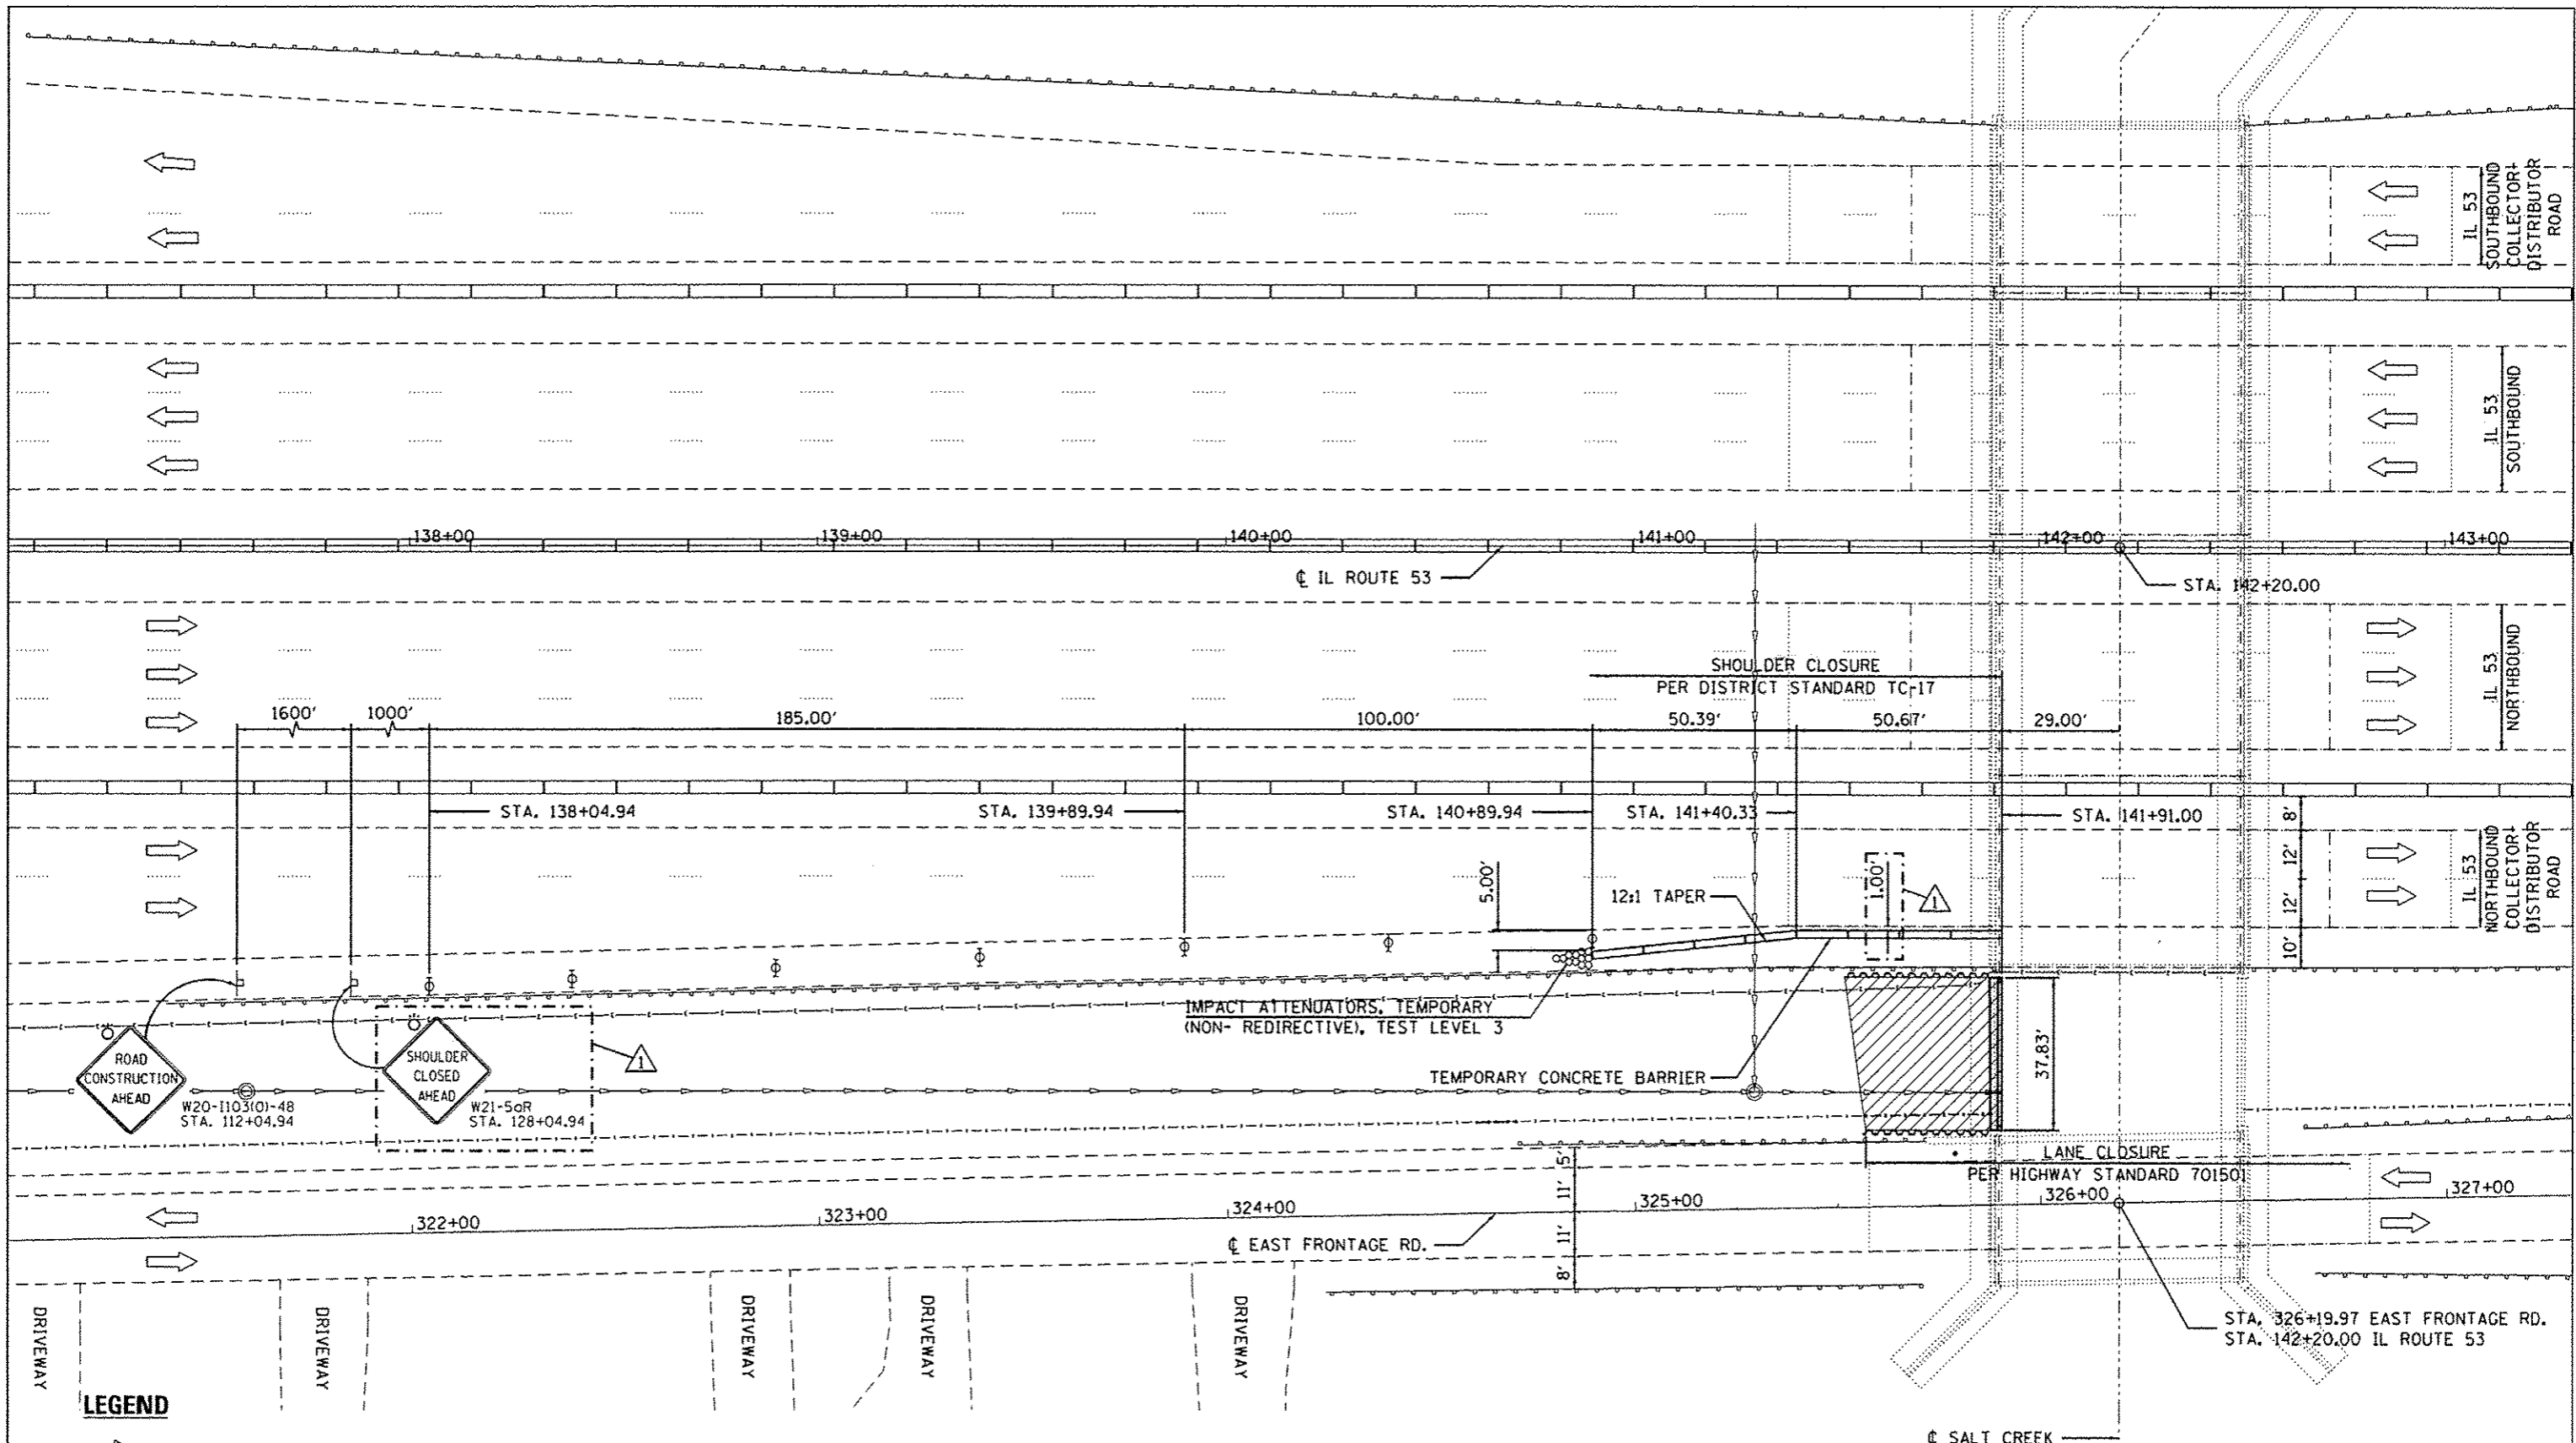 IL 53
SOUTHBOUND
COLLECTOR-
DISTRIBUTOR
ROAD
IL 53
SOUTHBOUND
138+00
139+00
140+00
141+00
142+00
143+00
℄ IL ROUTE 53
STA. 142+20.00
IL 53
NORTHBOUND
SHOULDER CLOSURE
PER DISTRICT STANDARD TC-17
1600'
1000'
185.00'
100.00'
50.39'
50.67'
29.00'
STA. 138+04.94
STA. 139+89.94
STA. 140+89.94
STA. 141+40.33
STA. 141+91.00
8'
12'
12'
10'
IL 53
NORTHBOUND
COLLECTOR-
DISTRIBUTOR
ROAD
5.00'
12:1 TAPER
1.00'
1
IMPACT ATTENUATORS, TEMPORARY
(NON- REDIRECTIVE), TEST LEVEL 3
TEMPORARY CONCRETE BARRIER
37.83'
ROAD
CONSTRUCTION
AHEAD
W20-I103(O)-48
STA. 112+04.94
SHOULDER
CLOSED
AHEAD
W21-5aR
STA. 128+04.94
1
LANE CLOSURE
PER HIGHWAY STANDARD 701501
5'
11'
11'
8'
322+00
323+00
324+00
325+00
326+00
327+00
℄ EAST FRONTAGE RD.
DRIVEWAY
DRIVEWAY
DRIVEWAY
DRIVEWAY
DRIVEWAY
STA. 326+19.97 EAST FRONTAGE RD.
STA. 142+20.00 IL ROUTE 53
LEGEND
℄ SALT CREEK